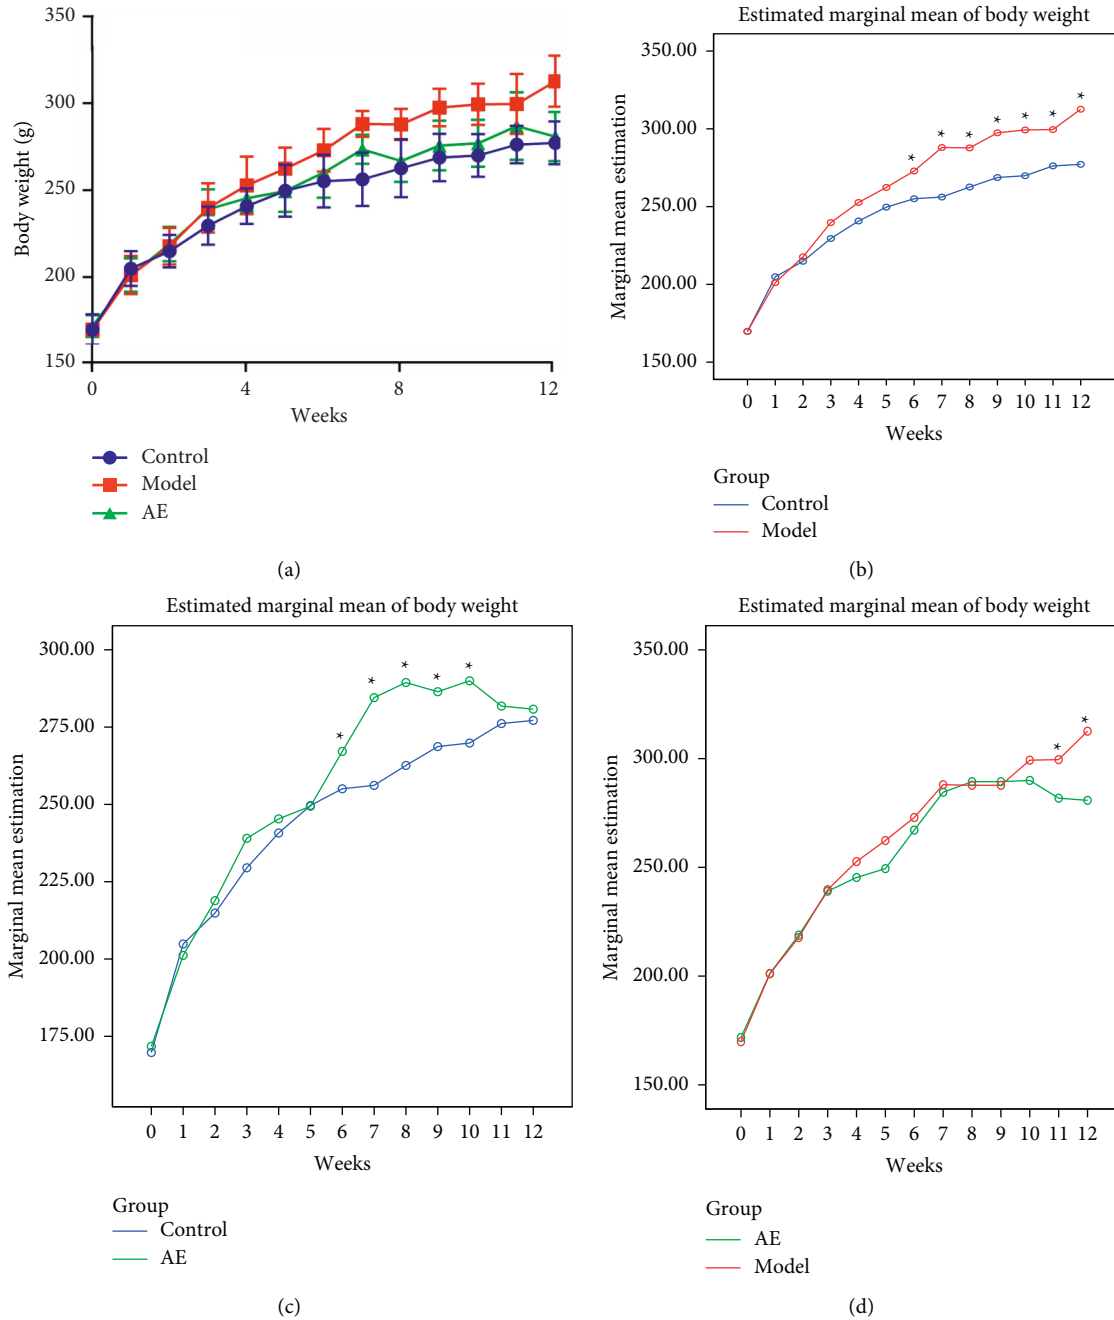 350
300
250
200
150
Body weight (g)
0 4 8 12
Weeks
Control
Model
AE
(a)
Estimated marginal mean of body weight
350.00
300.00
250.00
200.00
150.00
Marginal mean estimation
* * * * * * *
0 1 2 3 4 5 6 7 8 9 10 11 12
Weeks
Group
Control
Model
(b)
Estimated marginal mean of body weight
300.00
275.00
250.00
225.00
200.00
175.00
Marginal mean estimation
* * * * *
0 1 2 3 4 5 6 7 8 9 10 11 12
Weeks
Group
Control
AE
(c)
Estimated marginal mean of body weight
350.00
300.00
250.00
200.00
150.00
Marginal mean estimation
* *
0 1 2 3 4 5 6 7 8 9 10 11 12
Weeks
Group
AE
Model
(d)